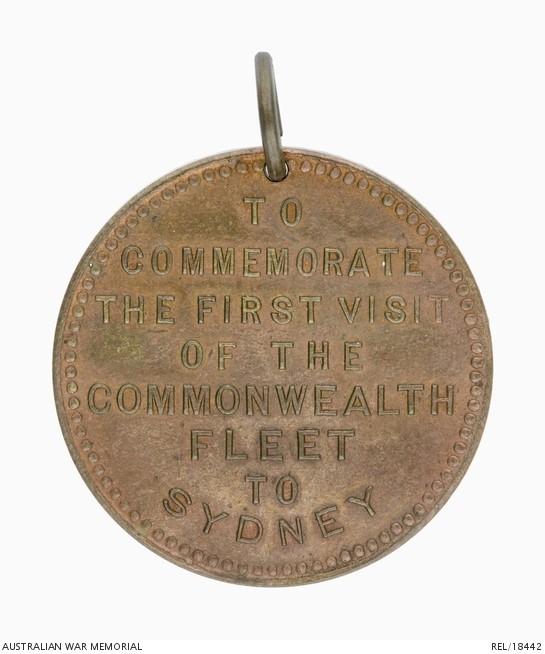 TO
COMMEMORATE
THE FIRST VISIT
OF THE
COMMONWEALTH
FLEET
TO
SYDNEY
AUSTRALIAN WAR MEMORIAL
REL/18442